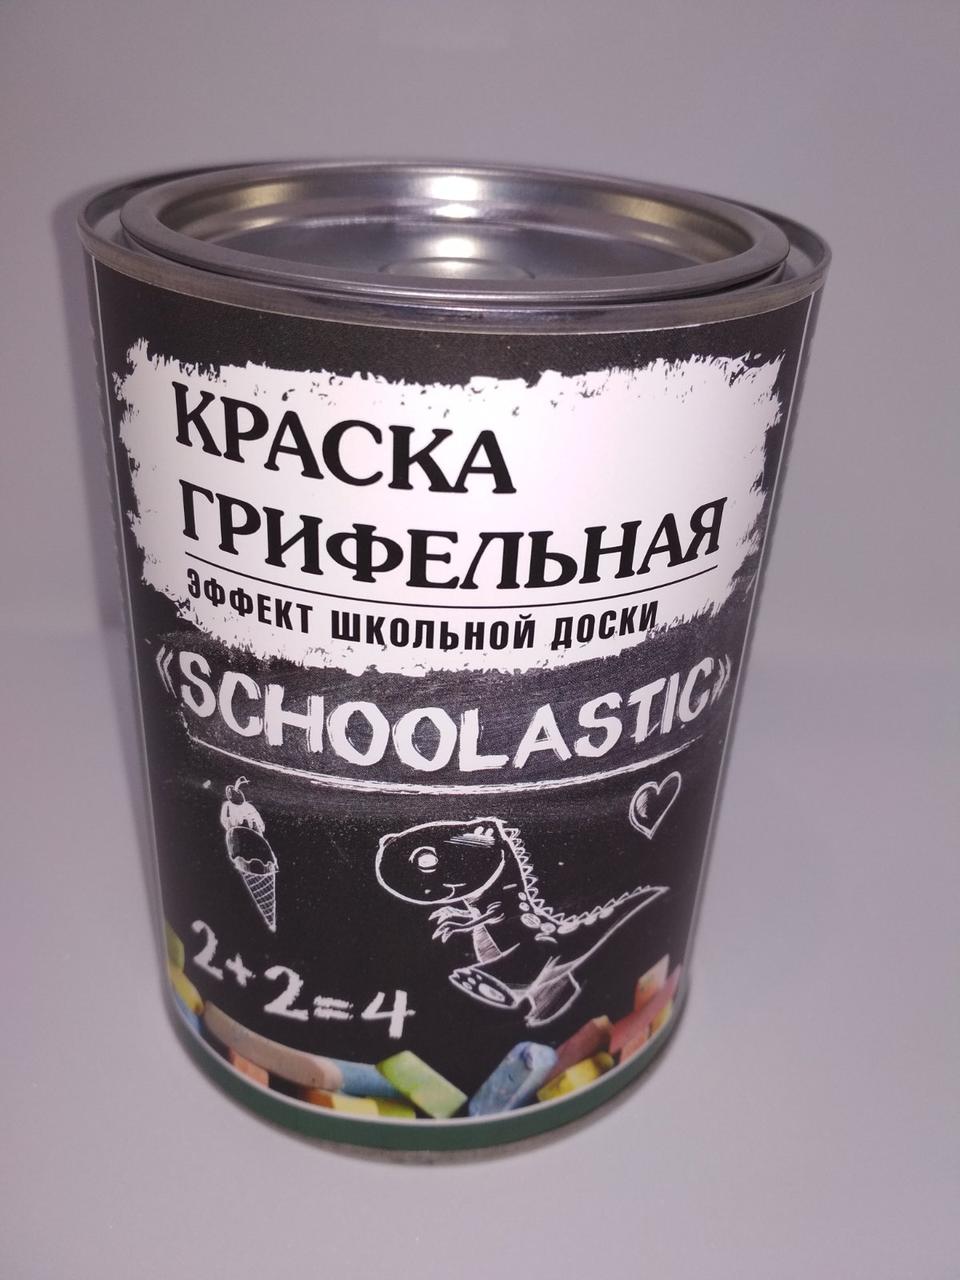 КРАСКА
ГРИФЕЛЬНАЯ
ЭФФЕКТ ШКОЛЬНОЙ ДОСКИ
«SCHOOLASTIC»
2+2=4